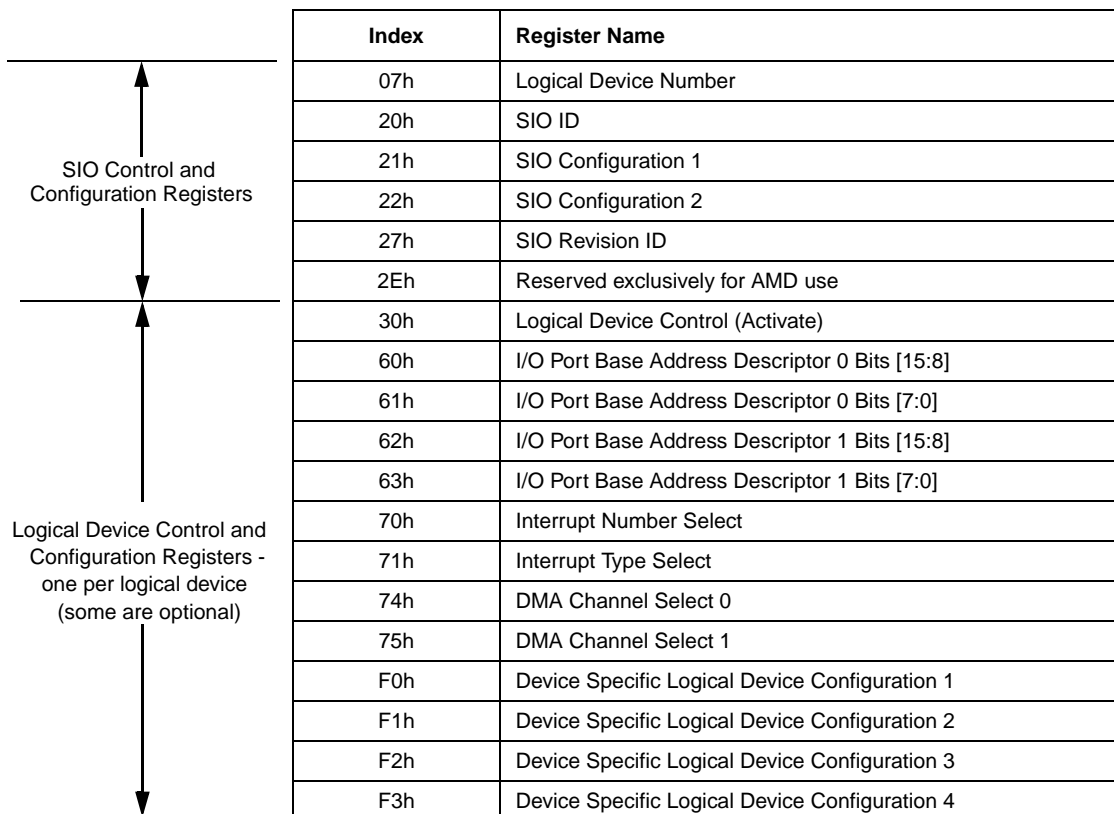 Index Register Name
07h Logical Device Number
20h SIO ID
21h SIO Configuration 1
22h SIO Configuration 2
27h SIO Revision ID
2Eh Reserved exclusively for AMD use
30h Logical Device Control (Activate)
60h I/O Port Base Address Descriptor 0 Bits [15:8]
61h I/O Port Base Address Descriptor 0 Bits [7:0]
62h I/O Port Base Address Descriptor 1 Bits [15:8]
63h I/O Port Base Address Descriptor 1 Bits [7:0]
70h Interrupt Number Select
71h Interrupt Type Select
74h DMA Channel Select 0
75h DMA Channel Select 1
F0h Device Specific Logical Device Configuration 1
F1h Device Specific Logical Device Configuration 2
F2h Device Specific Logical Device Configuration 3
F3h Device Specific Logical Device Configuration 4
SIO Control and
Configuration Registers
Logical Device Control and
Configuration Registers -
one per logical device
(some are optional)